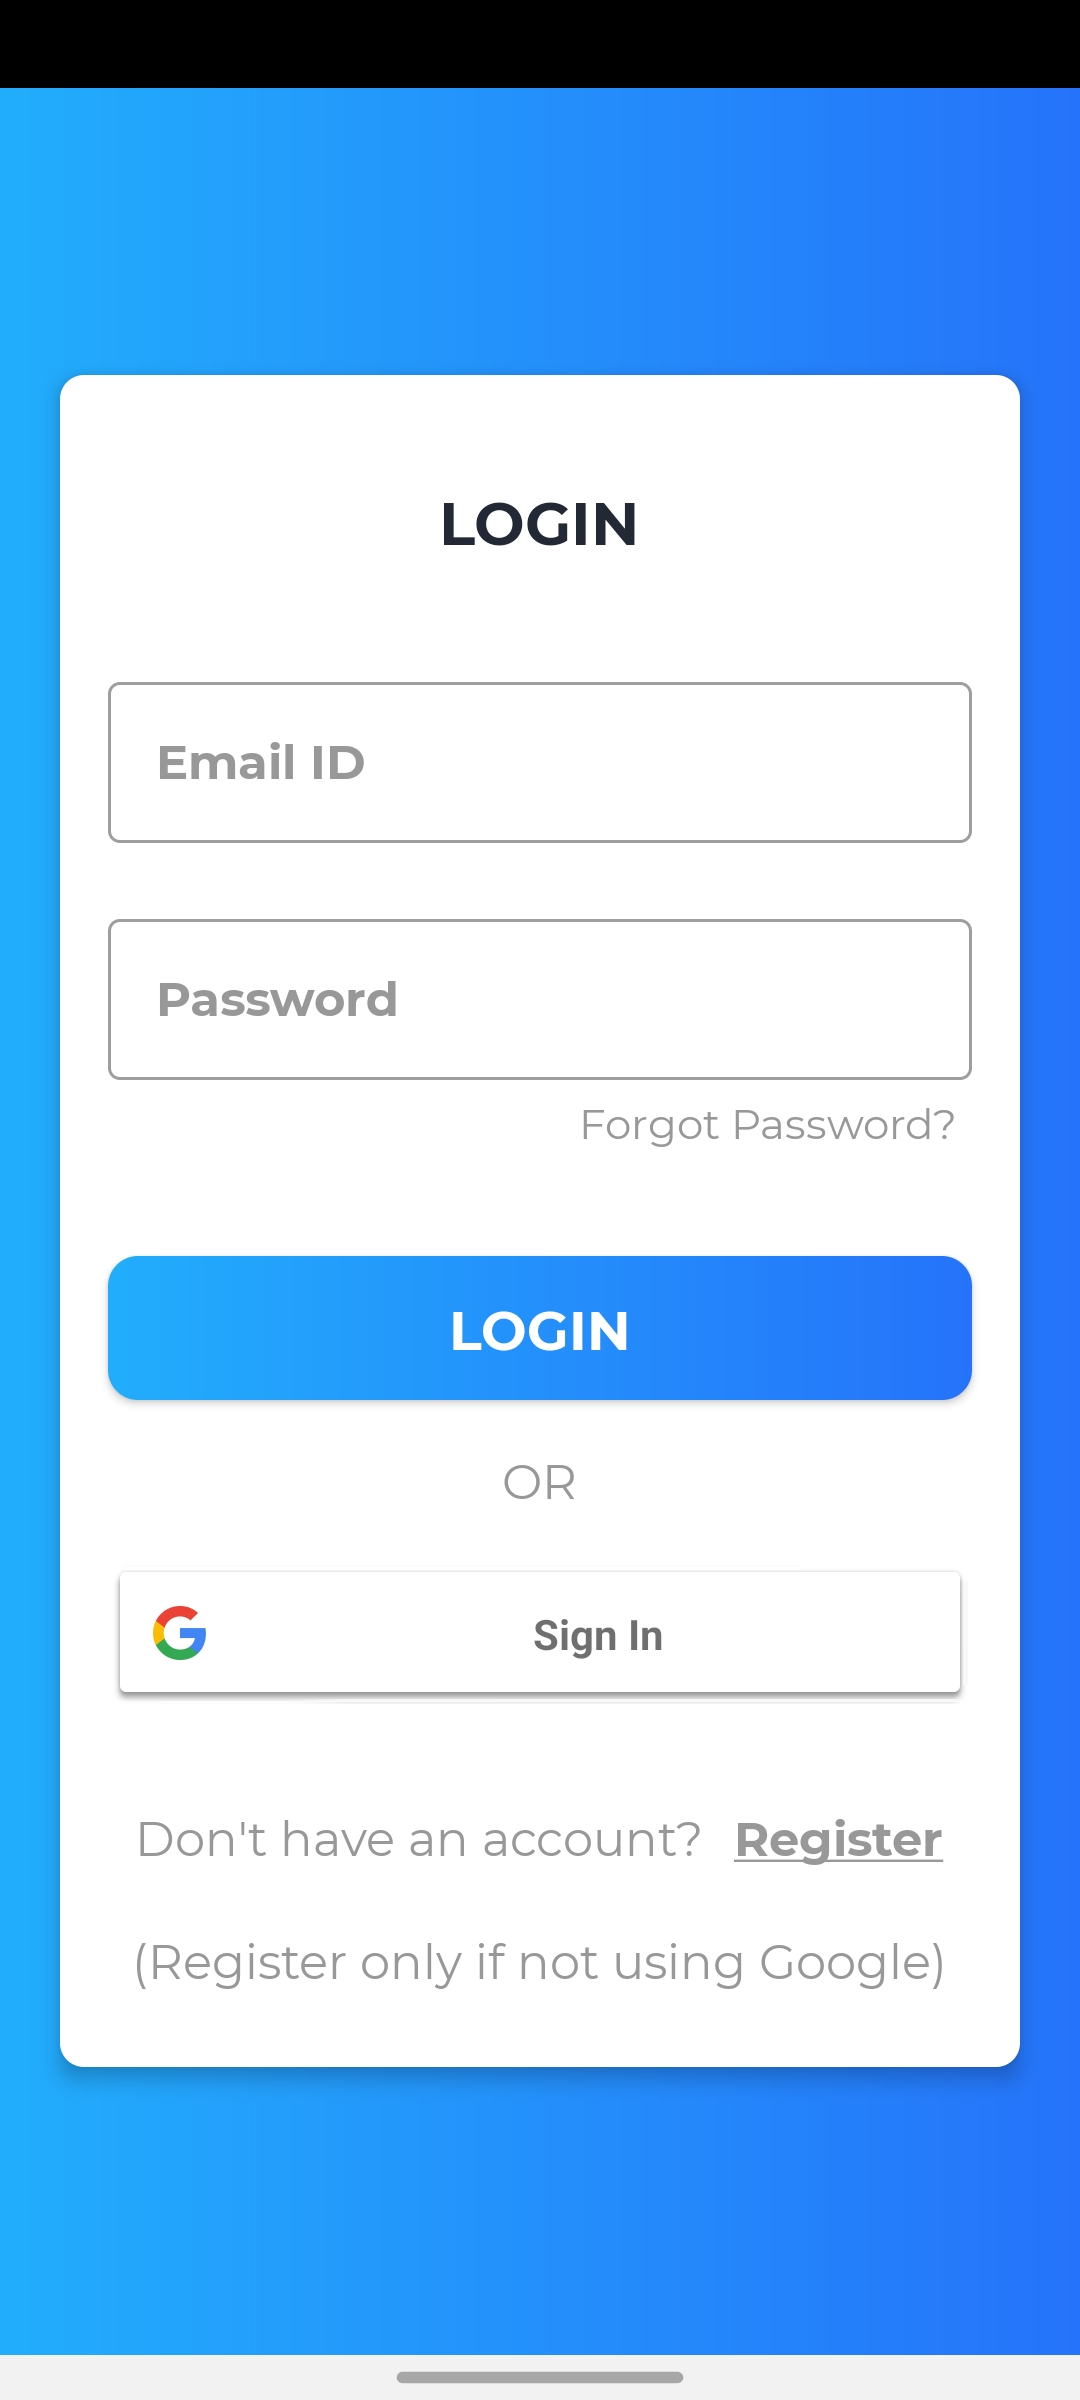 LOGIN
Email ID
Password
Forgot Password?
LOGIN
OR
Sign In
Don't have an account? Register
(Register only if not using Google)